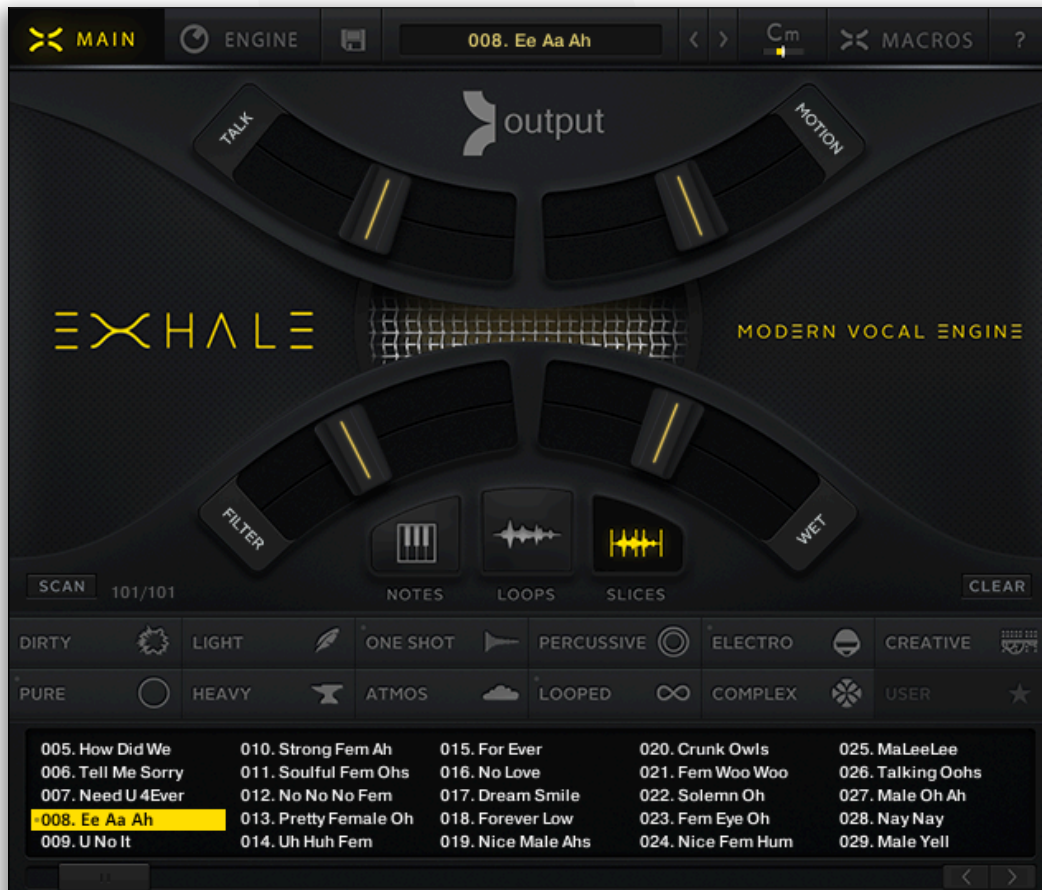 MAIN ENGINE 008. Ee Aa Ah Cm MACROS ?
TALK MOTION
output
EXHALE MODERN VOCAL ENGINE
FILTER WET
NOTES LOOPS SLICES
SCAN 101/101 CLEAR
DIRTY LIGHT ONE SHOT PERCUSSIVE ELECTRO CREATIVE
PURE HEAVY ATMOS LOOPED COMPLEX USER
005. How Did We 010. Strong Fem Ah 015. For Ever 020. Crunk Owls 025. MaLeeLee
006. Tell Me Sorry 011. Soulful Fem Ohs 016. No Love 021. Fem Woo Woo 026. Talking Oohs
007. Need U 4Ever 012. No No No Fem 017. Dream Smile 022. Solemn Oh 027. Male Oh Ah
008. Ee Aa Ah 013. Pretty Female Oh 018. Forever Low 023. Fem Eye Oh 028. Nay Nay
009. U No It 014. Uh Huh Fem 019. Nice Male Ahs 024. Nice Fem Hum 029. Male Yell